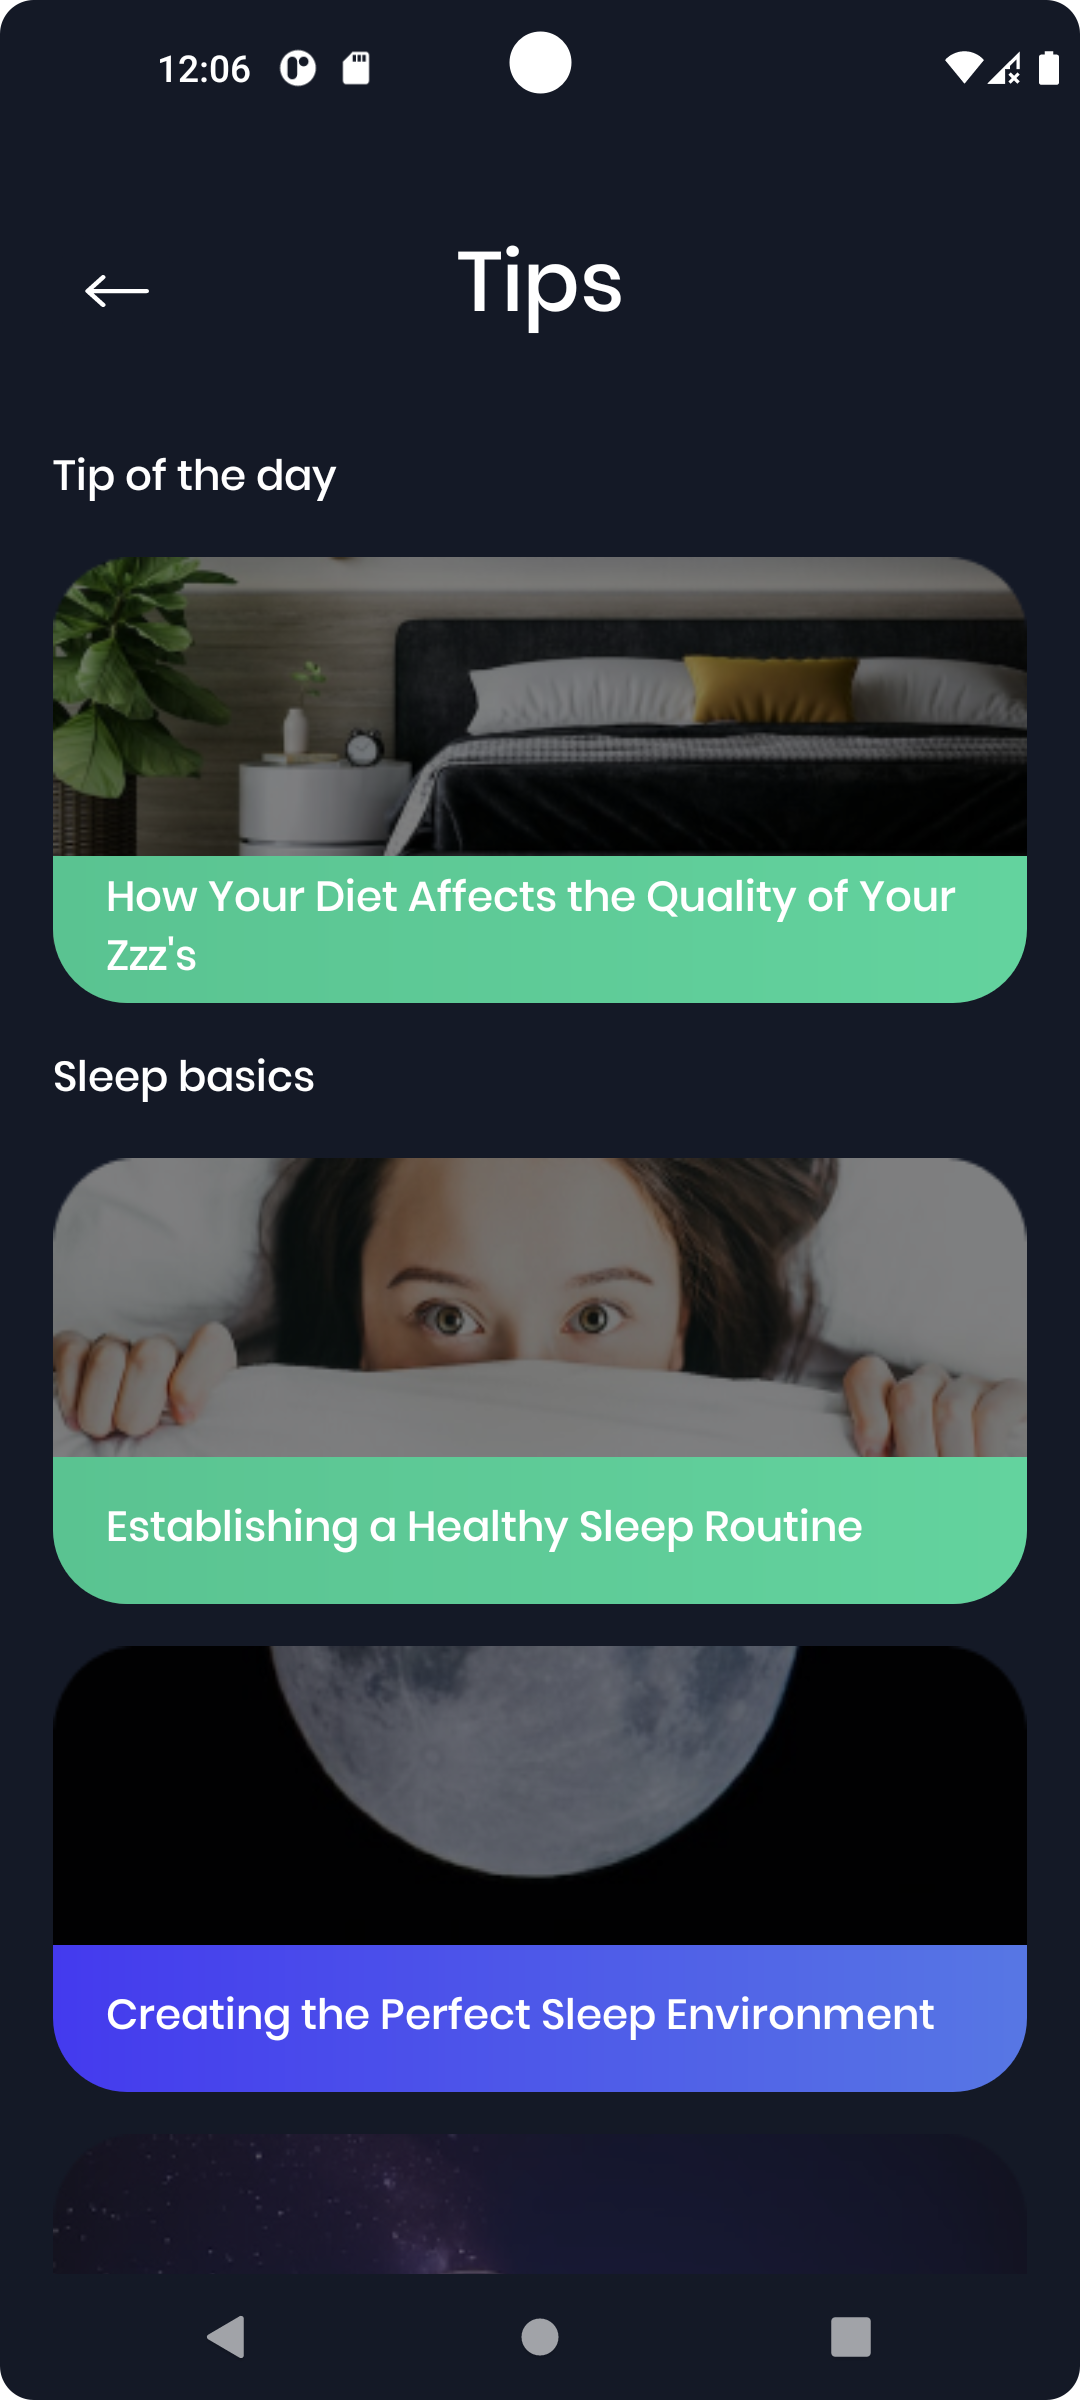 12:06
Tips
Tip of the day
How Your Diet Affects the Quality of Your
Zzz's
Sleep basics
Establishing a Healthy Sleep Routine
Creating the Perfect Sleep Environment